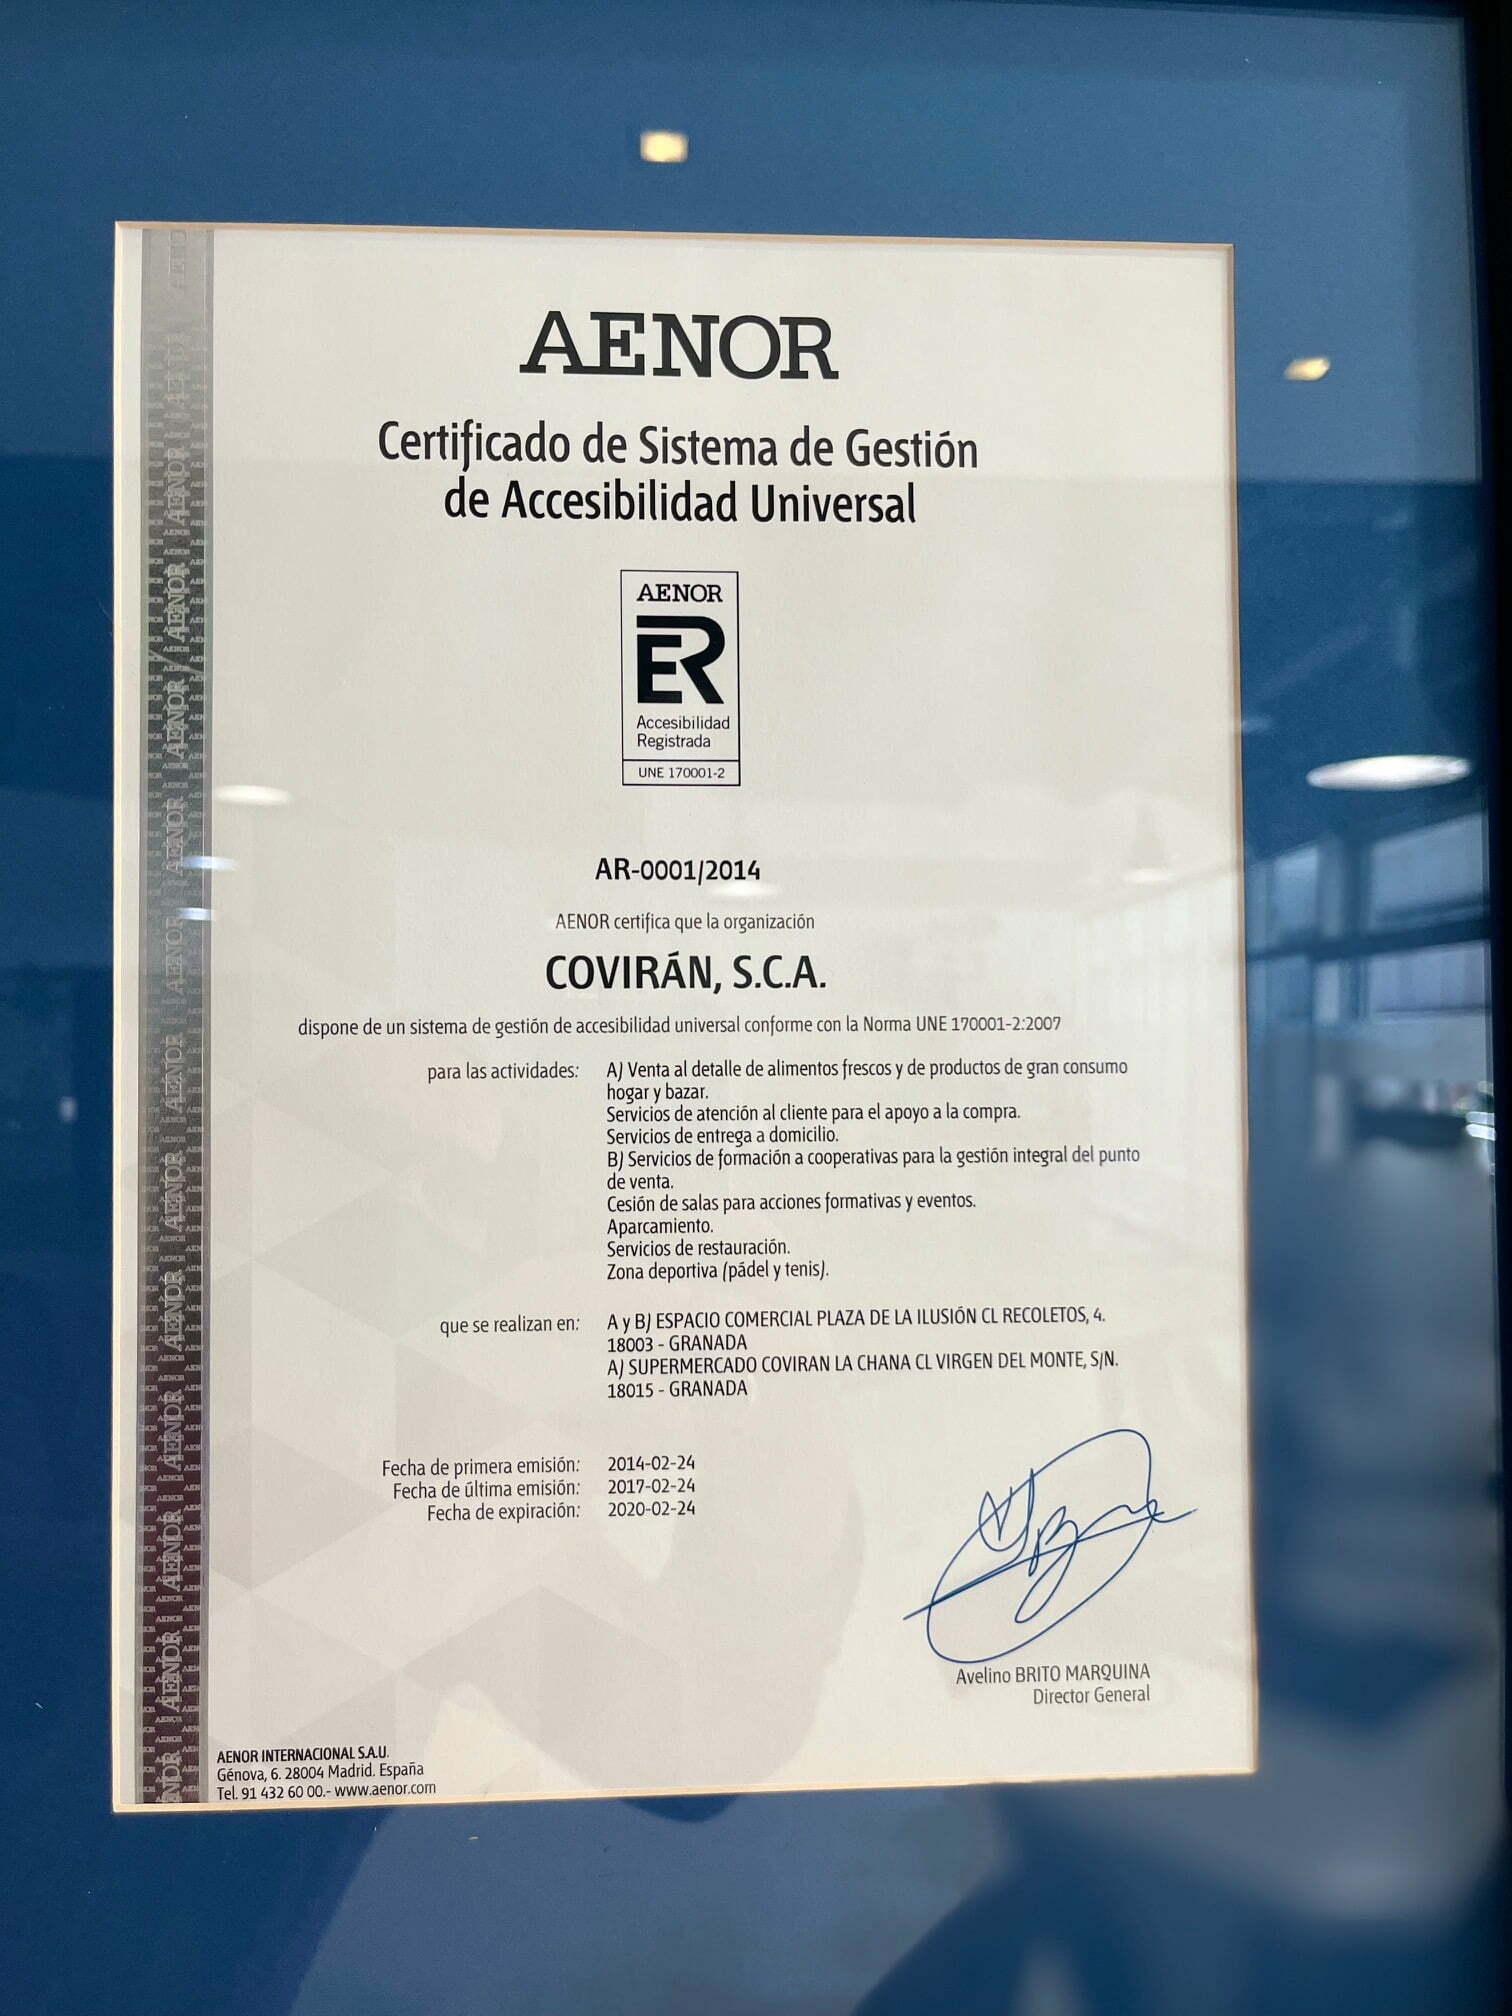 AENOR
Certificado de Sistema de Gestión
de Accesibilidad Universal
AENOR
ER
Accesibilidad
Registrada
UNE 170001-2
AR-0001/2014
AENOR certifica que la organización
COVIRÁN, S.C.A.
dispone de un sistema de gestión de accesibilidad universal conforme con la Norma UNE 170001-2:2007
para las actividades: A) Venta al detalle de alimentos frescos y de productos de gran consumo
hogar y bazar.
Servicios de atención al cliente para el apoyo a la compra.
Servicios de entrega a domicilio.
B) Servicios de formación a cooperativas para la gestión integral del punto
de venta.
Cesión de salas para acciones formativas y eventos.
Aparcamiento.
Servicios de restauración.
Zona deportiva (pádel y tenis).
que se realizan en: A y B) ESPACIO COMERCIAL PLAZA DE LA ILUSIÓN CL RECOLETOS, 4.
18003 - GRANADA
A) SUPERMERCADO COVIRAN LA CHANA CL VIRGEN DEL MONTE, S/N.
18015 - GRANADA
Fecha de primera emisión: 2014-02-24
Fecha de última emisión: 2017-02-24
Fecha de expiración: 2020-02-24
Avelino BRITO MARQUINA
Director General
AENOR INTERNACIONAL S.A.U.
Génova, 6. 28004 Madrid. España
Tel. 91 432 60 00.- www.aenor.com